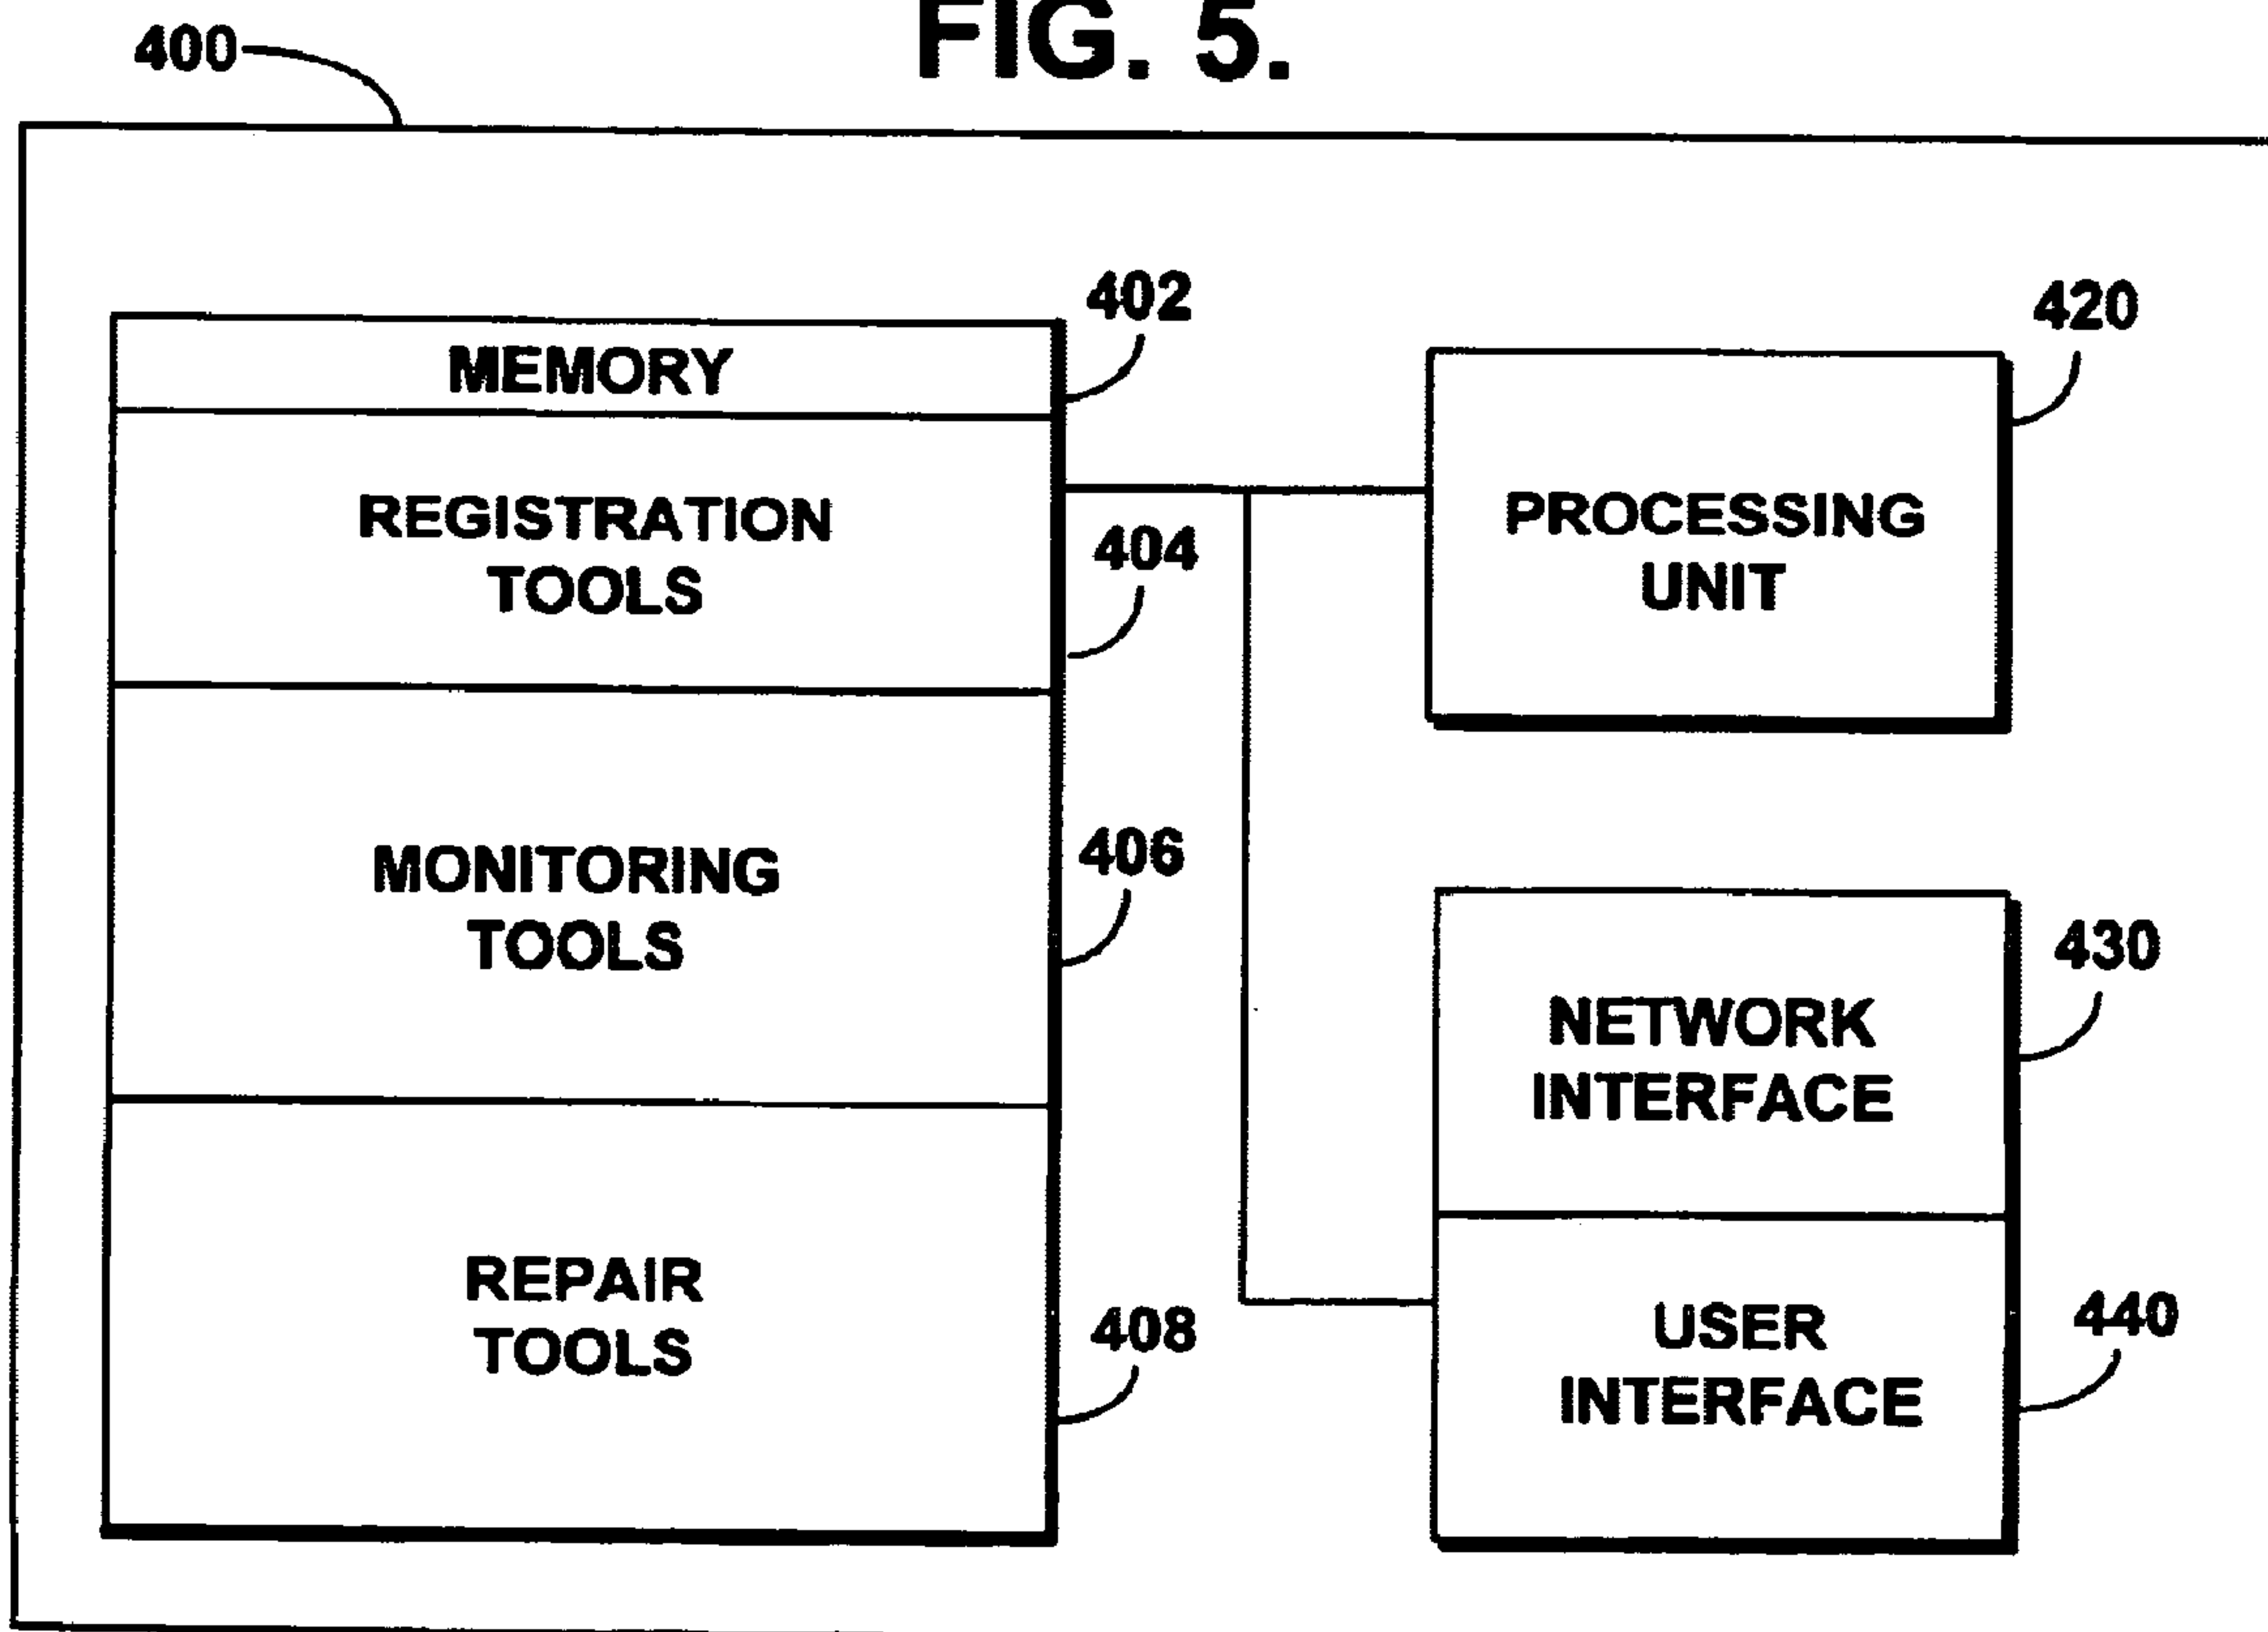 FIG. 5.
400
402
MEMORY
REGISTRATION
TOOLS
404
MONITORING
TOOLS
406
REPAIR
TOOLS
408
420
PROCESSING
UNIT
430
NETWORK
INTERFACE
USER
INTERFACE
440